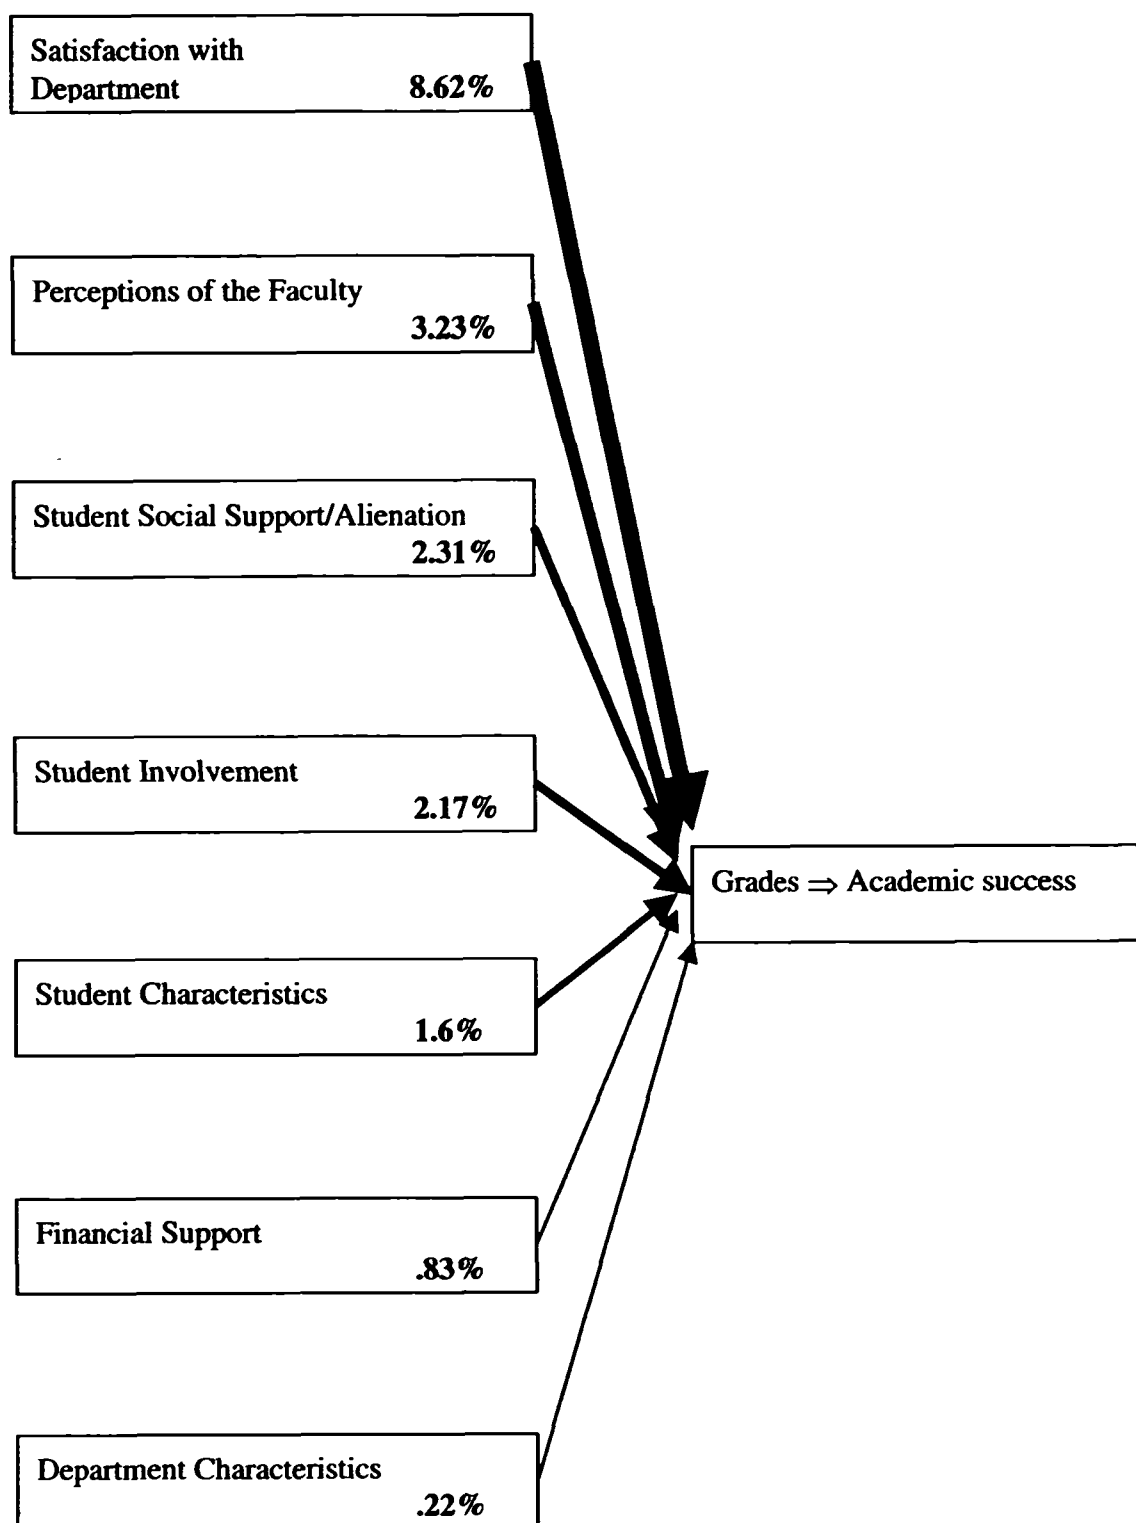 Satisfaction with
Department 8.62%
Perceptions of the Faculty
3.23%
Student Social Support/Alienation
2.31%
Student Involvement
2.17%
Grades ⇒ Academic success
Student Characteristics
1.6%
Financial Support
.83%
Department Characteristics
.22%